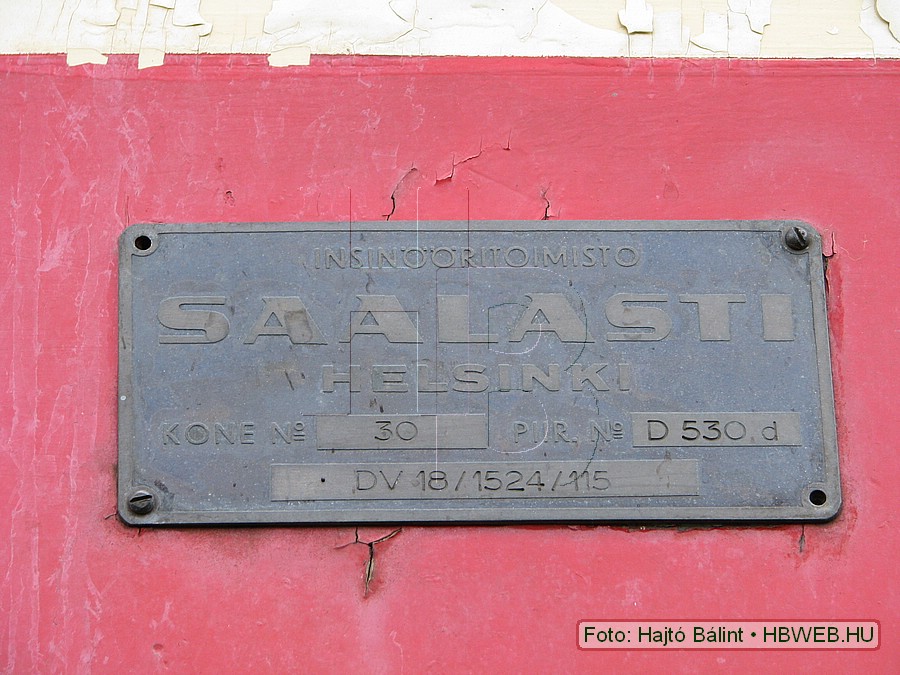 INSINÖÖRITOIMISTO
SAALASTI
HELSINKI
KONE Nº 30 PIIR. Nº D 530 d
DV 18/1524/115
Foto: Hajtó Bálint • HBWEB.HU